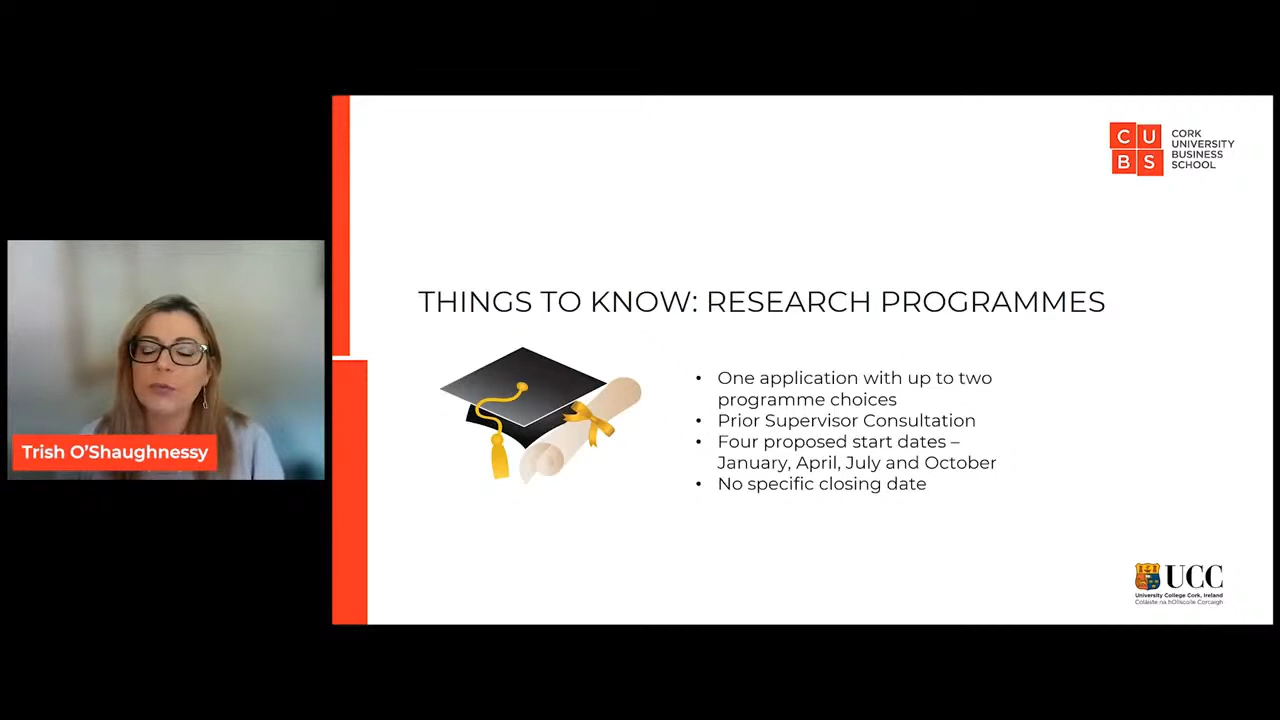 CUBS
CORK
UNIVERSITY
BUSINESS
SCHOOL
THINGS TO KNOW: RESEARCH PROGRAMMES
• One application with up to two
programme choices
• Prior Supervisor Consultation
• Four proposed start dates –
January, April, July and October
• No specific closing date
Trish O'Shaughnessy
UCC
University College Cork, Ireland
Coláiste na hOllscoile Corcaigh